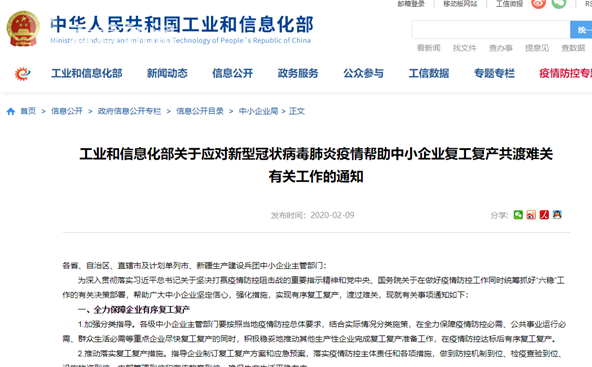 邮箱登录 | 移动版网站 | 工信微报
中华人民共和国工业和信息化部
Ministry of Industry and Information Technology of People's Republic of China
统一
看新闻 找文件 查办事 提意见 查数据
工业和信息化部 新闻动态 信息公开 政务服务 公众参与 工信数据 专题专栏 疫情防控专
首页 > 信息公开 > 政府信息公开专栏 > 信息公开目录 > 中小企业局 > 正文
工业和信息化部关于应对新型冠状病毒肺炎疫情帮助中小企业复工复产共渡难关
有关工作的通知
发布时间：2020-02-09 分享：
各省、自治区、直辖市及计划单列市、新疆生产建设兵团中小企业主管部门：
为深入贯彻落实习近平总书记关于坚决打赢疫情防控阻击战的重要指示精神和党中央、国务院关于在做好疫情防控工作同时统筹抓好“六稳”工
作的有关决策部署，帮助广大中小企业坚定信心，强化措施，实现有序复工复产，渡过难关，现就有关事项通知如下：
一、全力保障企业有序复工复产
1.加强分类指导。各级中小企业主管部门要按照当地疫情防控总体要求，结合实际情况分类施策，在全力保障疫情防控必需、公共事业运行必
需、群众生活必需等重点企业尽快复工复产的同时，积极稳妥地推动其他生产性企业完成复工复产准备工作，在疫情防控达标后有序复工复产。
2.推动落实复工复产措施。指导企业制订复工复产方案和应急预案，落实疫情防控主体责任和各项措施，做到防控机制到位、检疫查验到位、